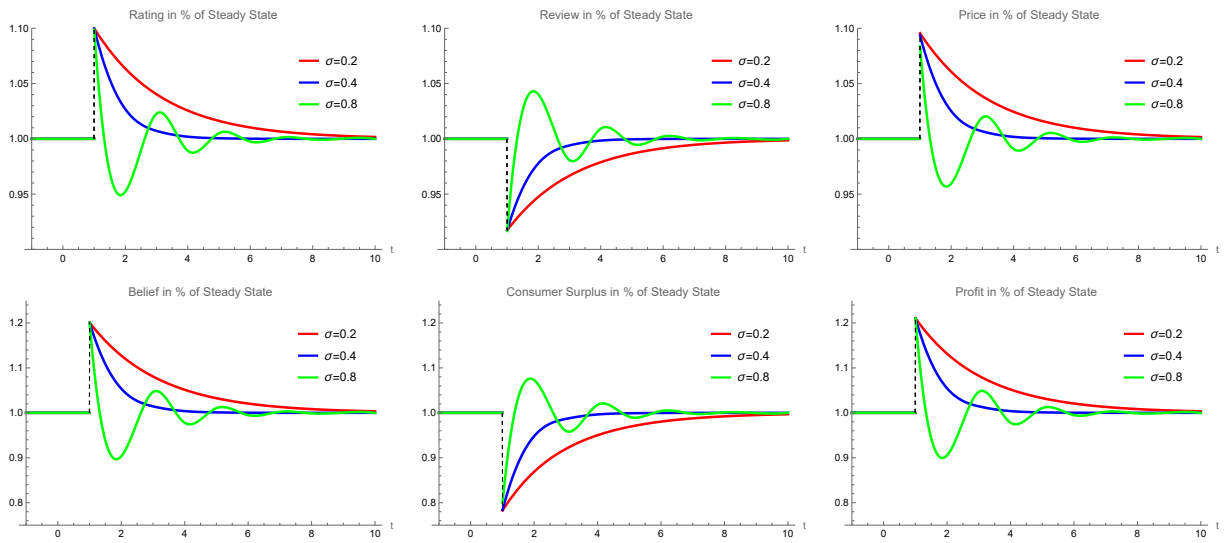 Rating in % of Steady State
1.10
1.05
1.00
0.95
0 2 4 6 8 10
t
σ=0.2
σ=0.4
σ=0.8
Review in % of Steady State
1.10
1.05
1.00
0.95
0 2 4 6 8 10
t
σ=0.2
σ=0.4
σ=0.8
Price in % of Steady State
1.10
1.05
1.00
0.95
0 2 4 6 8 10
t
σ=0.2
σ=0.4
σ=0.8
Belief in % of Steady State
1.2
1.1
1.0
0.9
0.8
0 2 4 6 8 10
t
σ=0.2
σ=0.4
σ=0.8
Consumer Surplus in % of Steady State
1.2
1.1
1.0
0.9
0.8
0 2 4 6 8 10
t
σ=0.2
σ=0.4
σ=0.8
Profit in % of Steady State
1.2
1.1
1.0
0.9
0.8
0 2 4 6 8 10
t
σ=0.2
σ=0.4
σ=0.8